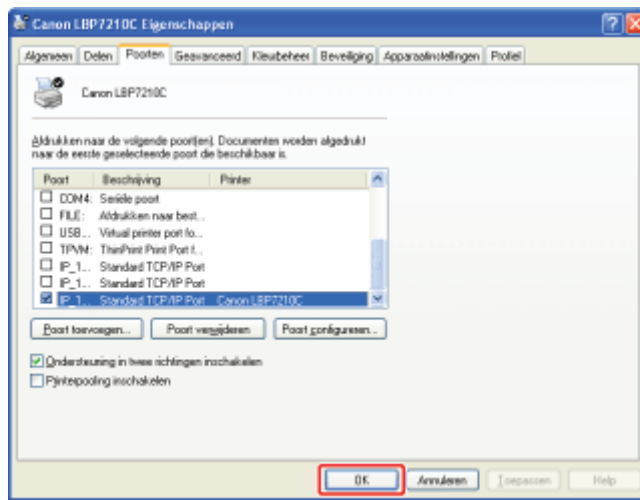 Canon LBP7210C Eigenschappen
Algemeen Delen Poorten Geavanceerd Kleurbeheer Beveiliging Apparaatinstellingen Profiel
Canon LBP7210C
Afdrukken naar de volgende poort(en). Documenten worden afgedrukt
naar de eerste geselecteerde poort die beschikbaar is.
Poort Beschrijving Printer
COM4: Seriële poort
FILE: Afdrukken naar best...
USB... Virtual printer port fo...
TPVM: ThinPrint Print Port f...
IP_1... Standard TCP/IP Port
IP_1... Standard TCP/IP Port
IP_1... Standard TCP/IP Port Canon LBP7210C
Poort toevoegen... Poort verwijderen Poort configureren...
Ondersteuning in twee richtingen inschakelen
Printerpooling inschakelen
OK Annuleren Toepassen Help